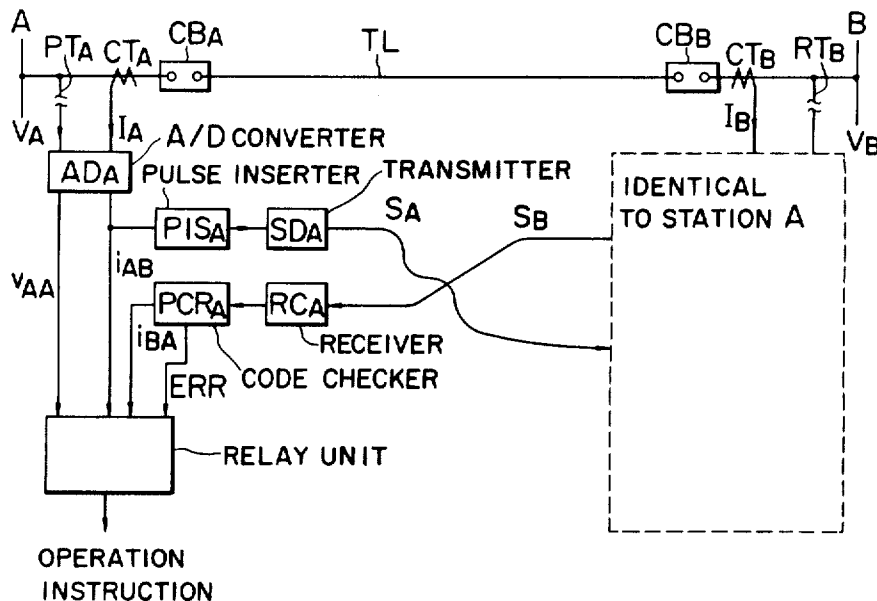 A
B
PTA
CTA
CBA
TL
CBB
CTB
RTB
VA
IA
IB
VB
A/D CONVERTER
ADA
PULSE INSERTER
TRANSMITTER
IDENTICAL
TO STATION A
PISA
SDA
SA
SB
vAA
iAB
PCRA
RCA
iBA
RECEIVER
ERR
CODE CHECKER
RELAY UNIT
OPERATION
INSTRUCTION